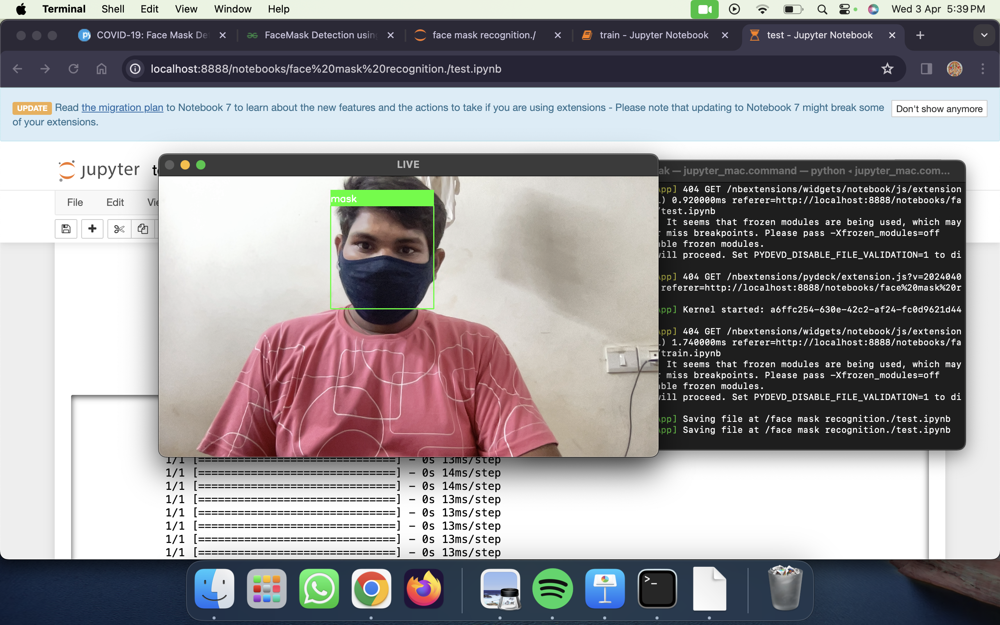 Terminal Shell Edit View Window Help Wed 3 Apr 5:39 PM
COVID-19: Face Mask De FaceMask Detection using face mask recognition./ train - Jupyter Notebook test - Jupyter Notebook
localhost:8888/notebooks/face%20mask%20recognition./test.ipynb
UPDATE Read the migration plan to Notebook 7 to learn about the new features and the actions to take if you are using extensions - Please note that updating to Notebook 7 might break some
of your extensions.
Don't show anymore
jupyter
File Edit
LIVE
mask
— jupyter_mac.command — python ◂ jupyter_mac.com...
404 GET /nbextensions/widgets/notebook/js/extension
) 0.920000ms referer=http://localhost:8888/notebooks/fa
/test.ipynb
It seems that frozen modules are being used, which may
miss breakpoints. Please pass -Xfrozen_modules=off
ble frozen modules.
will proceed. Set PYDEVD_DISABLE_FILE_VALIDATION=1 to di
404 GET /nbextensions/pydeck/extension.js?v=2024040
referer=http://localhost:8888/notebooks/face%20mask%20r
Kernel started: a6ffc254-630e-42c2-af24-fc0d9621d44
404 GET /nbextensions/widgets/notebook/js/extension
) 1.740000ms referer=http://localhost:8888/notebooks/fa
/train.ipynb
It seems that frozen modules are being used, which may
miss breakpoints. Please pass -Xfrozen_modules=off
ble frozen modules.
will proceed. Set PYDEVD_DISABLE_FILE_VALIDATION=1 to di
Saving file at /face mask recognition./test.ipynb
Saving file at /face mask recognition./test.ipynb
1/1 [==============================] - 0s 13ms/step
1/1 [==============================] - 0s 14ms/step
1/1 [==============================] - 0s 14ms/step
1/1 [==============================] - 0s 13ms/step
1/1 [==============================] - 0s 13ms/step
1/1 [==============================] - 0s 13ms/step
1/1 [==============================] - 0s 13ms/step
1/1 [==============================] - 0s 13ms/step